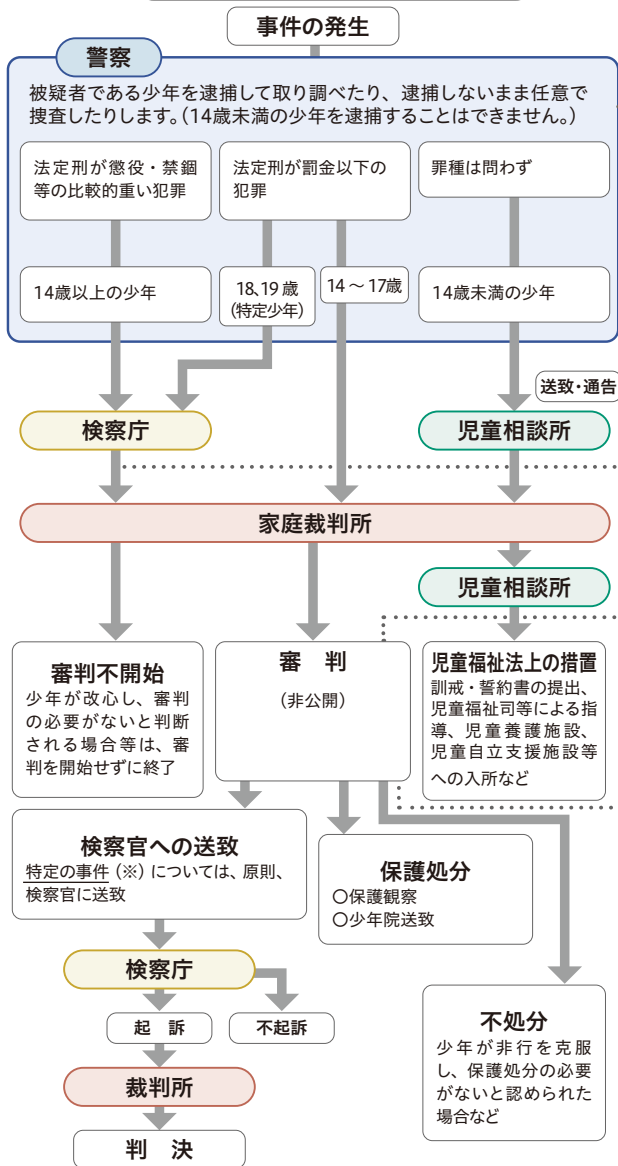 事件の発生
警察
被疑者である少年を逮捕して取り調べたり、逮捕しないまま任意で
捜査したりします。(14歳未満の少年を逮捕することはできません。)
法定刑が懲役・禁錮
等の比較的重い犯罪
法定刑が罰金以下の
犯罪
罪種は問わず
14歳以上の少年
18、19歳
(特定少年)
14～17歳
14歳未満の少年
送致・通告
検察庁
児童相談所
家庭裁判所
児童相談所
審判不開始
少年が改心し、審判
の必要がないと判断
される場合等は、審
判を開始せずに終了
審　判
(非公開)
児童福祉法上の措置
訓戒・誓約書の提出、
児童福祉司等による指
導、児童養護施設、
児童自立支援施設等
への入所など
検察官への送致
特定の事件(※)については、原則、
検察官に送致
保護処分
○保護観察
○少年院送致
検察庁
起　訴
不起訴
不処分
少年が非行を克服
し、保護処分の必要
がないと認められた
場合など
裁判所
判　決